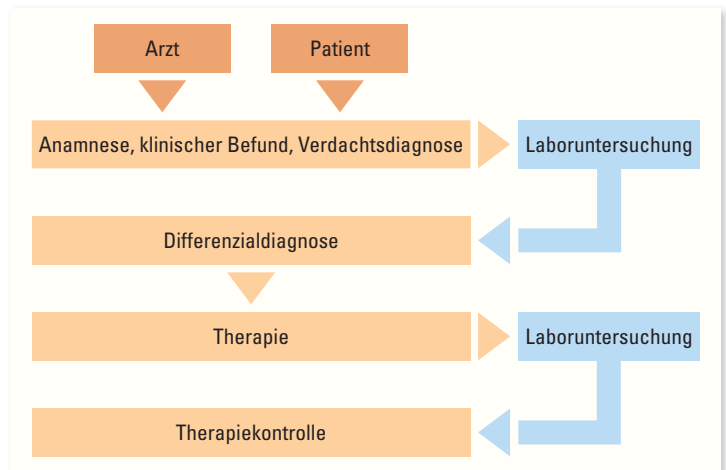 Arzt
Patient
Anamnese, klinischer Befund, Verdachtsdiagnose
Laboruntersuchung
Differenzialdiagnose
Therapie
Laboruntersuchung
Therapiekontrolle